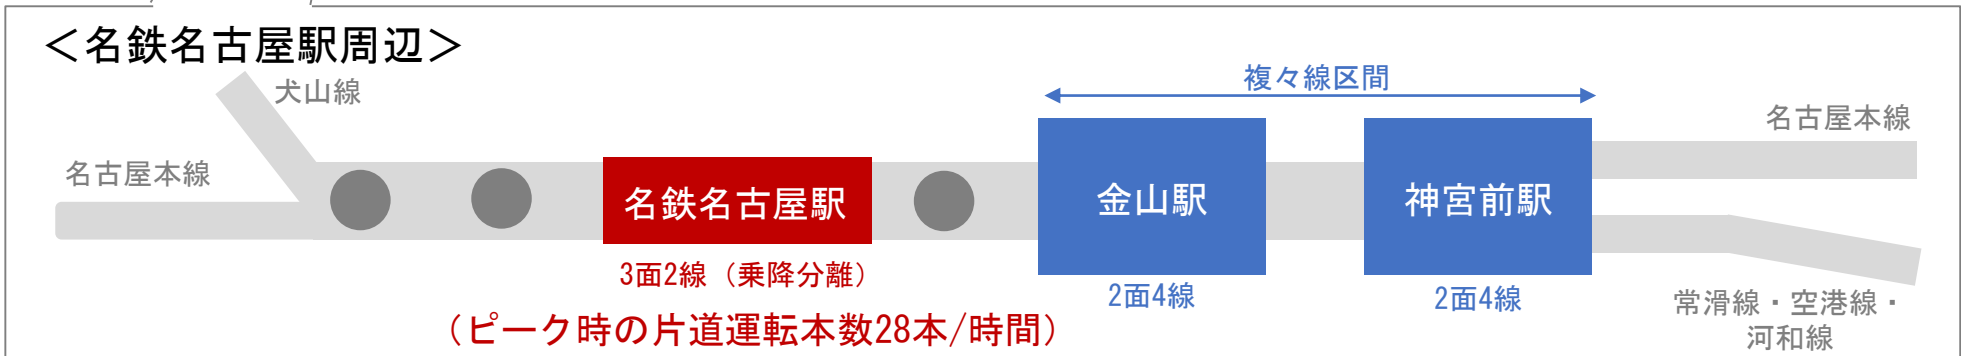 ＜名鉄名古屋駅周辺＞
犬山線
複々線区間
名古屋本線
名古屋本線
名鉄名古屋駅
金山駅
神宮前駅
3面2線（乗降分離）
2面4線
2面4線
（ピーク時の片道運転本数28本/時間）
常滑線・空港線・
河和線